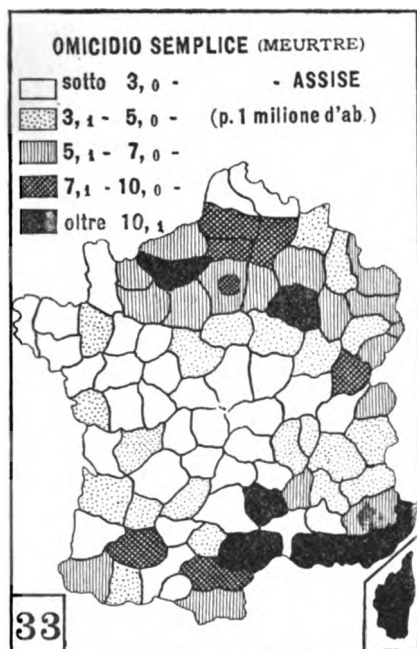 OMICIDIO SEMPLICE (MEURTRE)
sotto 3,0 - - ASSISE
3,1 - 5,0 - (p. 1 milione d'ab.)
5,1 - 7,0 -
7,1 - 10,0 -
oltre 10,1
33